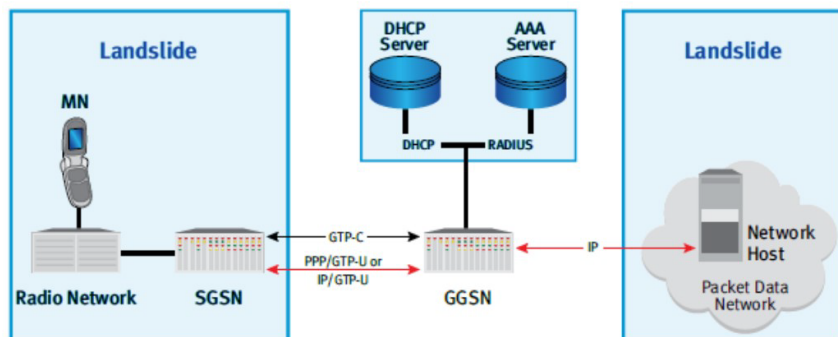 Landslide
MN
Radio Network
SGSN
GTP-C
PPP/GTP-U or
IP/GTP-U
DHCP
Server
AAA
Server
DHCP
RADIUS
GGSN
IP
Landslide
Network
Host
Packet Data
Network